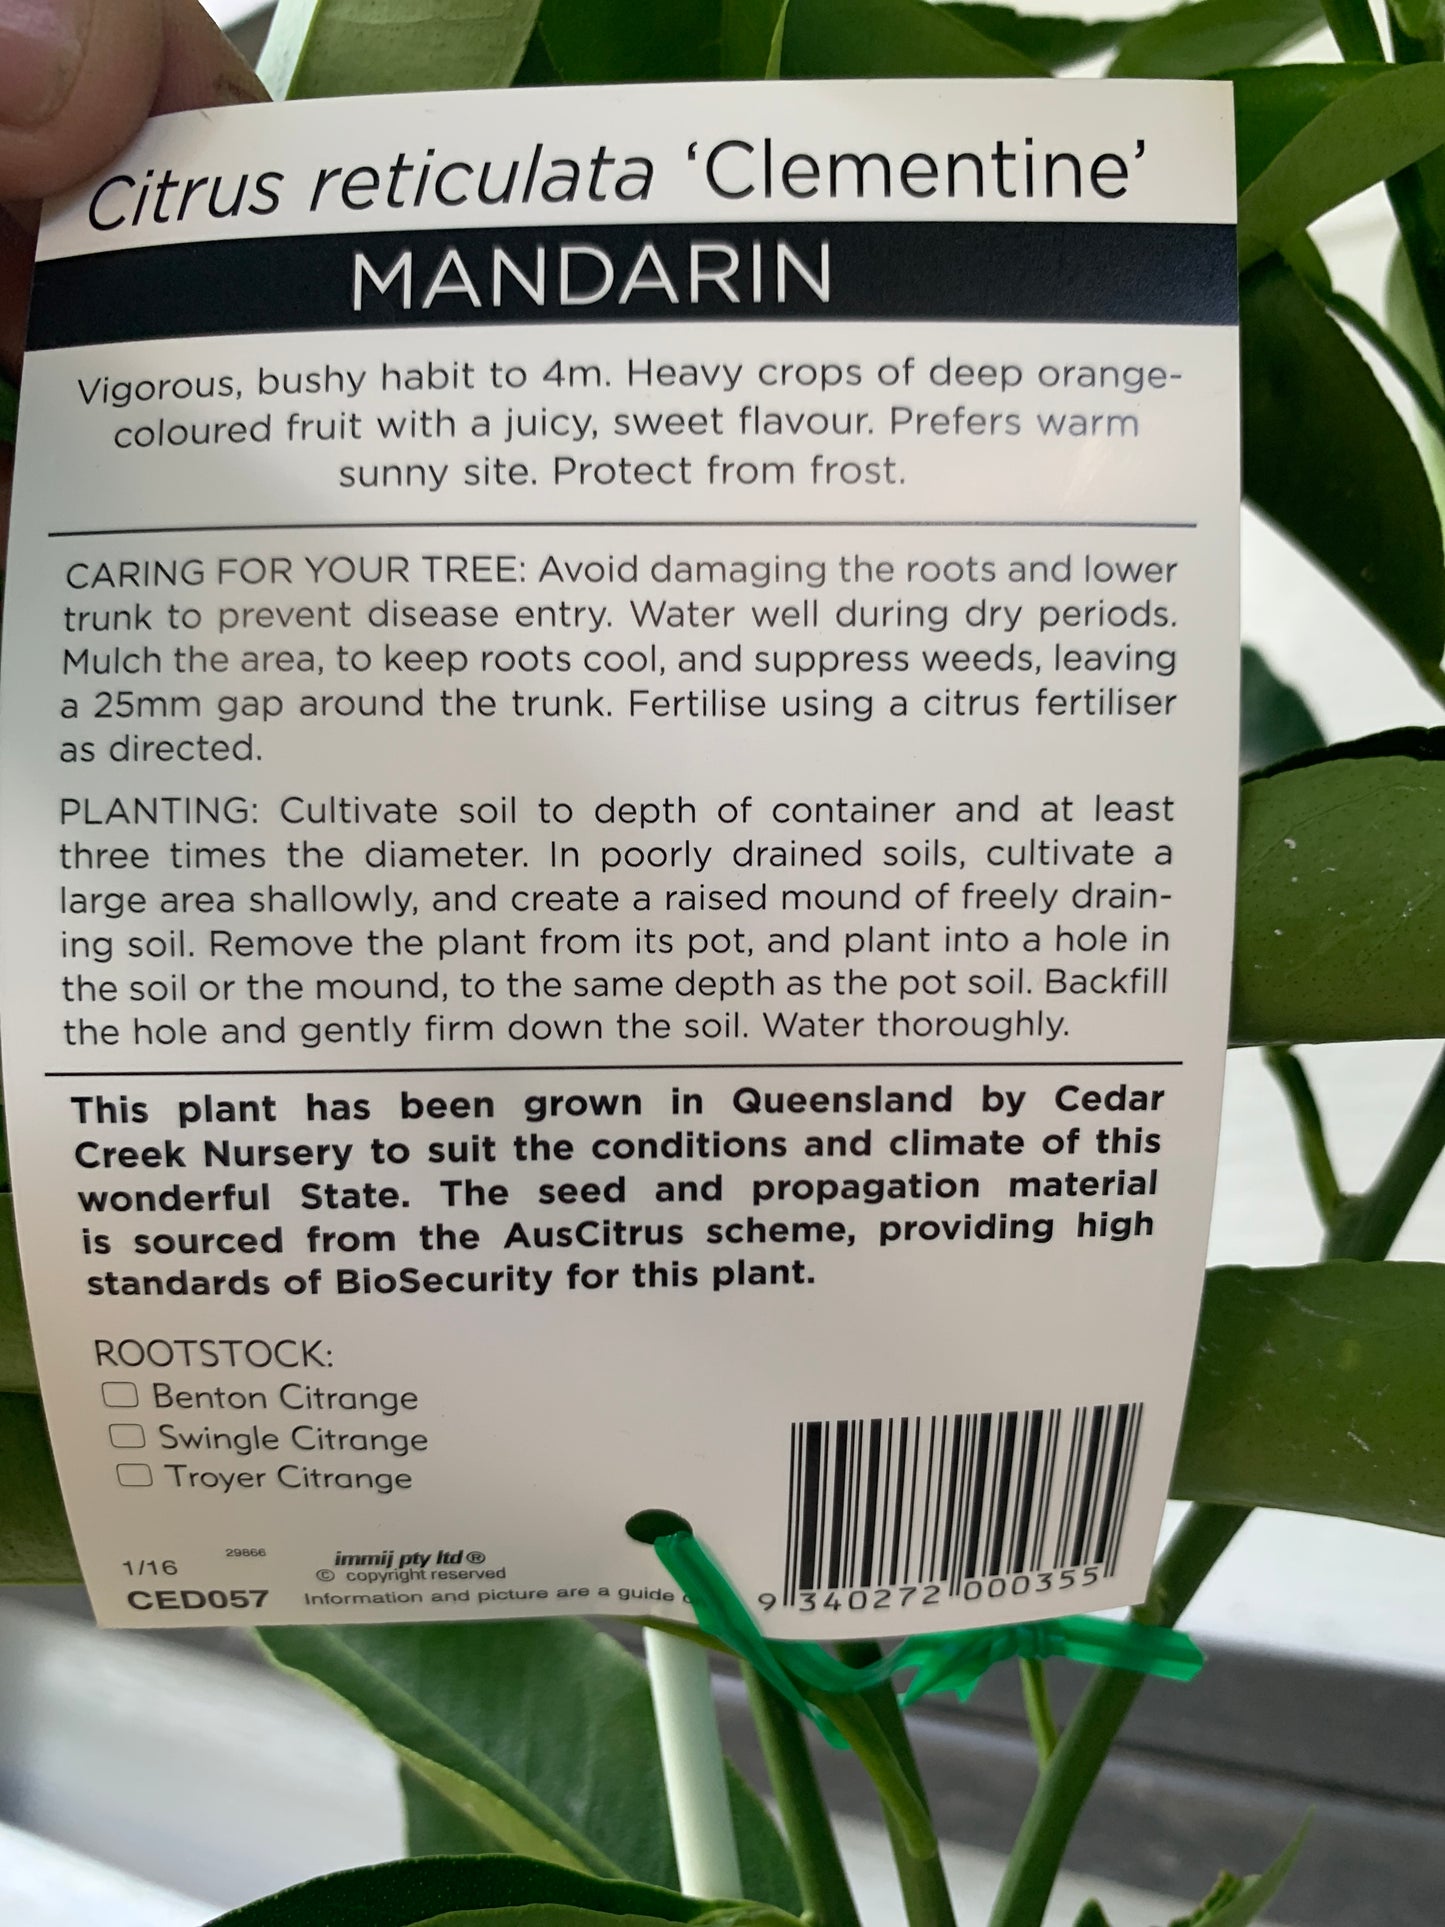 Citrus reticulata ‘Clementine’
MANDARIN
Vigorous, bushy habit to 4m. Heavy crops of deep orange-
coloured fruit with a juicy, sweet flavour. Prefers warm
sunny site. Protect from frost.
CARING FOR YOUR TREE: Avoid damaging the roots and lower
trunk to prevent disease entry. Water well during dry periods.
Mulch the area, to keep roots cool, and suppress weeds, leaving
a 25mm gap around the trunk. Fertilise using a citrus fertiliser
as directed.
PLANTING: Cultivate soil to depth of container and at least
three times the diameter. In poorly drained soils, cultivate a
large area shallowly, and create a raised mound of freely drain-
ing soil. Remove the plant from its pot, and plant into a hole in
the soil or the mound, to the same depth as the pot soil. Backfill
the hole and gently firm down the soil. Water thoroughly.
This plant has been grown in Queensland by Cedar
Creek Nursery to suit the conditions and climate of this
wonderful State. The seed and propagation material
is sourced from the AusCitrus scheme, providing high
standards of BioSecurity for this plant.
ROOTSTOCK:
Benton Citrange
Swingle Citrange
Troyer Citrange
1/16
29866
immij pty ltd®
© copyright reserved
CED057
Information and picture are a guide
9 340272 000355